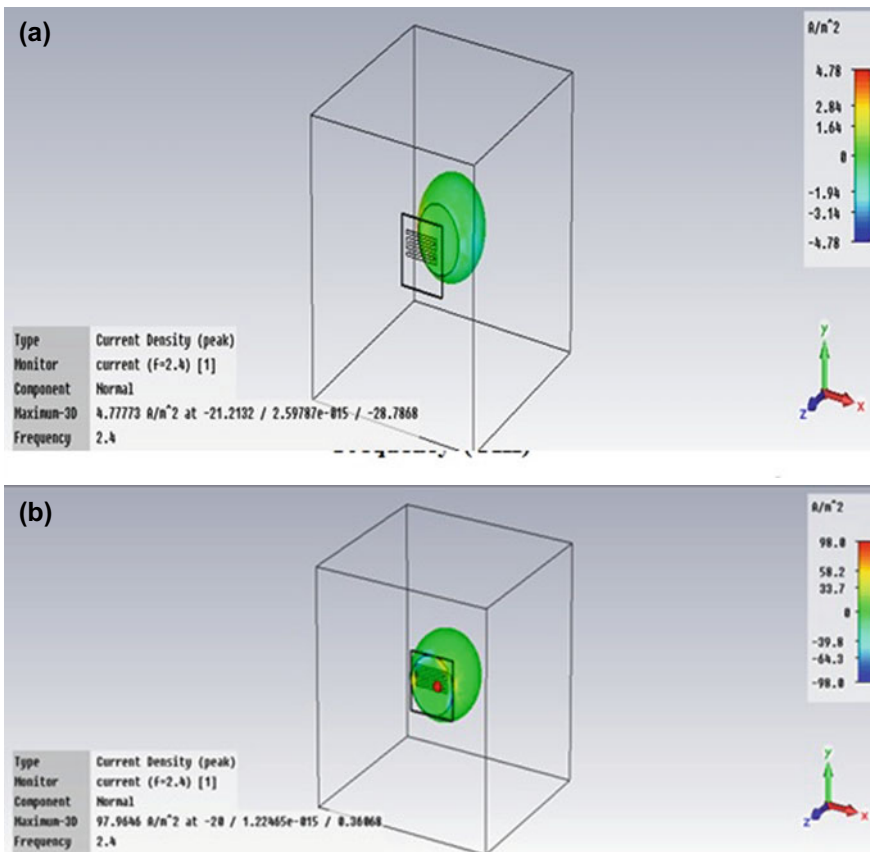 (a)
A/m^2
4.78
2.84
1.64
0
-1.94
-3.14
-4.78
y
x
z
Type Current Density (peak)
Monitor current (f=2.4) [1]
Component Normal
Maximum-3D 4.77773 A/m^2 at -21.2132 / 2.59787e-015 / -28.7868
Frequency 2.4
(b)
A/m^2
98.0
58.2
33.7
0
-39.8
-64.3
-98.0
y
x
z
Type Current Density (peak)
Monitor current (f=2.4) [1]
Component Normal
Maximum-3D 97.9646 A/m^2 at -20 / 1.22465e-015 / 0.36068
Frequency 2.4